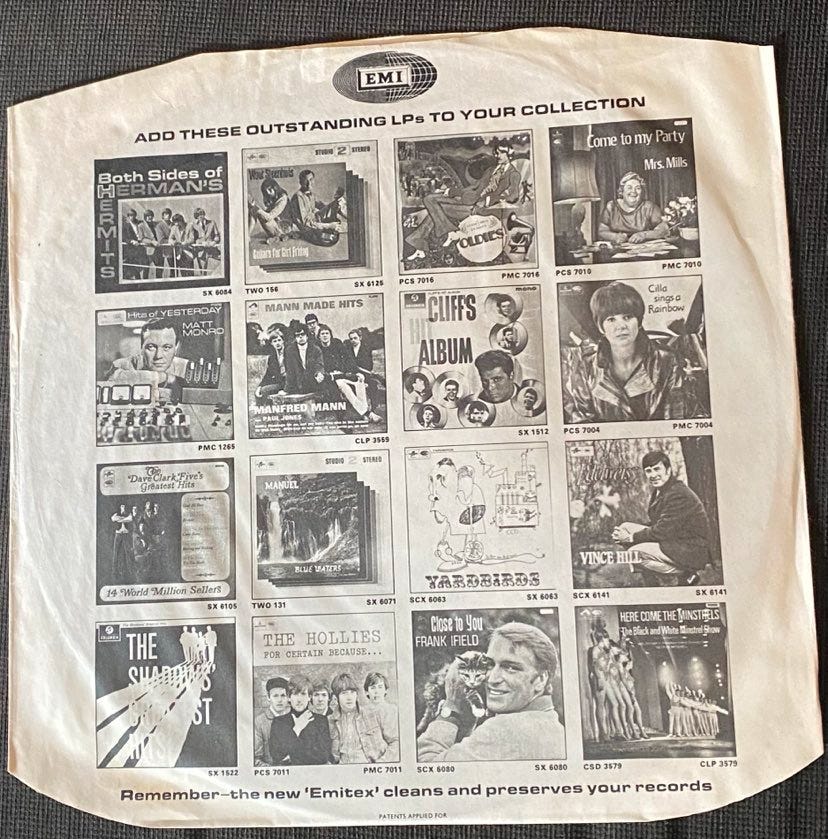 EMI
ADD THESE OUTSTANDING LPs TO YOUR COLLECTION
Both Sides of
HERMAN'S
HERMITS
SX 6084
STUDIO 2 STEREO
Guitars for Girl Friday
TWO 156
SX 6125
OLDIES
PCS 7016
PMC 7016
Come to my Party
Mrs. Mills
PCS 7010
PMC 7010
Hits of YESTERDAY
MATT
MONRO
PMC 1265
MANN MADE HITS
MANFRED MANN
PAUL JONES
CLP 3559
mono
CLIFFS
HIT
ALBUM
SX 1512
Cilla
sings a
Rainbow
PCS 7004
PMC 7004
The
Dave Clark Five's
Greatest Hits
14 World Million Sellers
SX 6105
STUDIO 2 STEREO
MANUEL
BLUE WATERS
TWO 131
SX 6071
YARDBIRDS
SCX 6063
SX 6063
VINCE HILL
SCX 6141
SX 6141
COLUMBIA
THE
SHADOWS'
GREATEST
HITS
SX 1522
THE HOLLIES
FOR CERTAIN BECAUSE...
PCS 7011
PMC 7011
Close to You
FRANK IFIELD
SCX 6080
SX 6080
HERE COME THE MINSTRELS
The Black and White Minstrel Show
CSD 3579
CLP 3579
Remember—the new 'Emitex' cleans and preserves your records
PATENTS APPLIED FOR